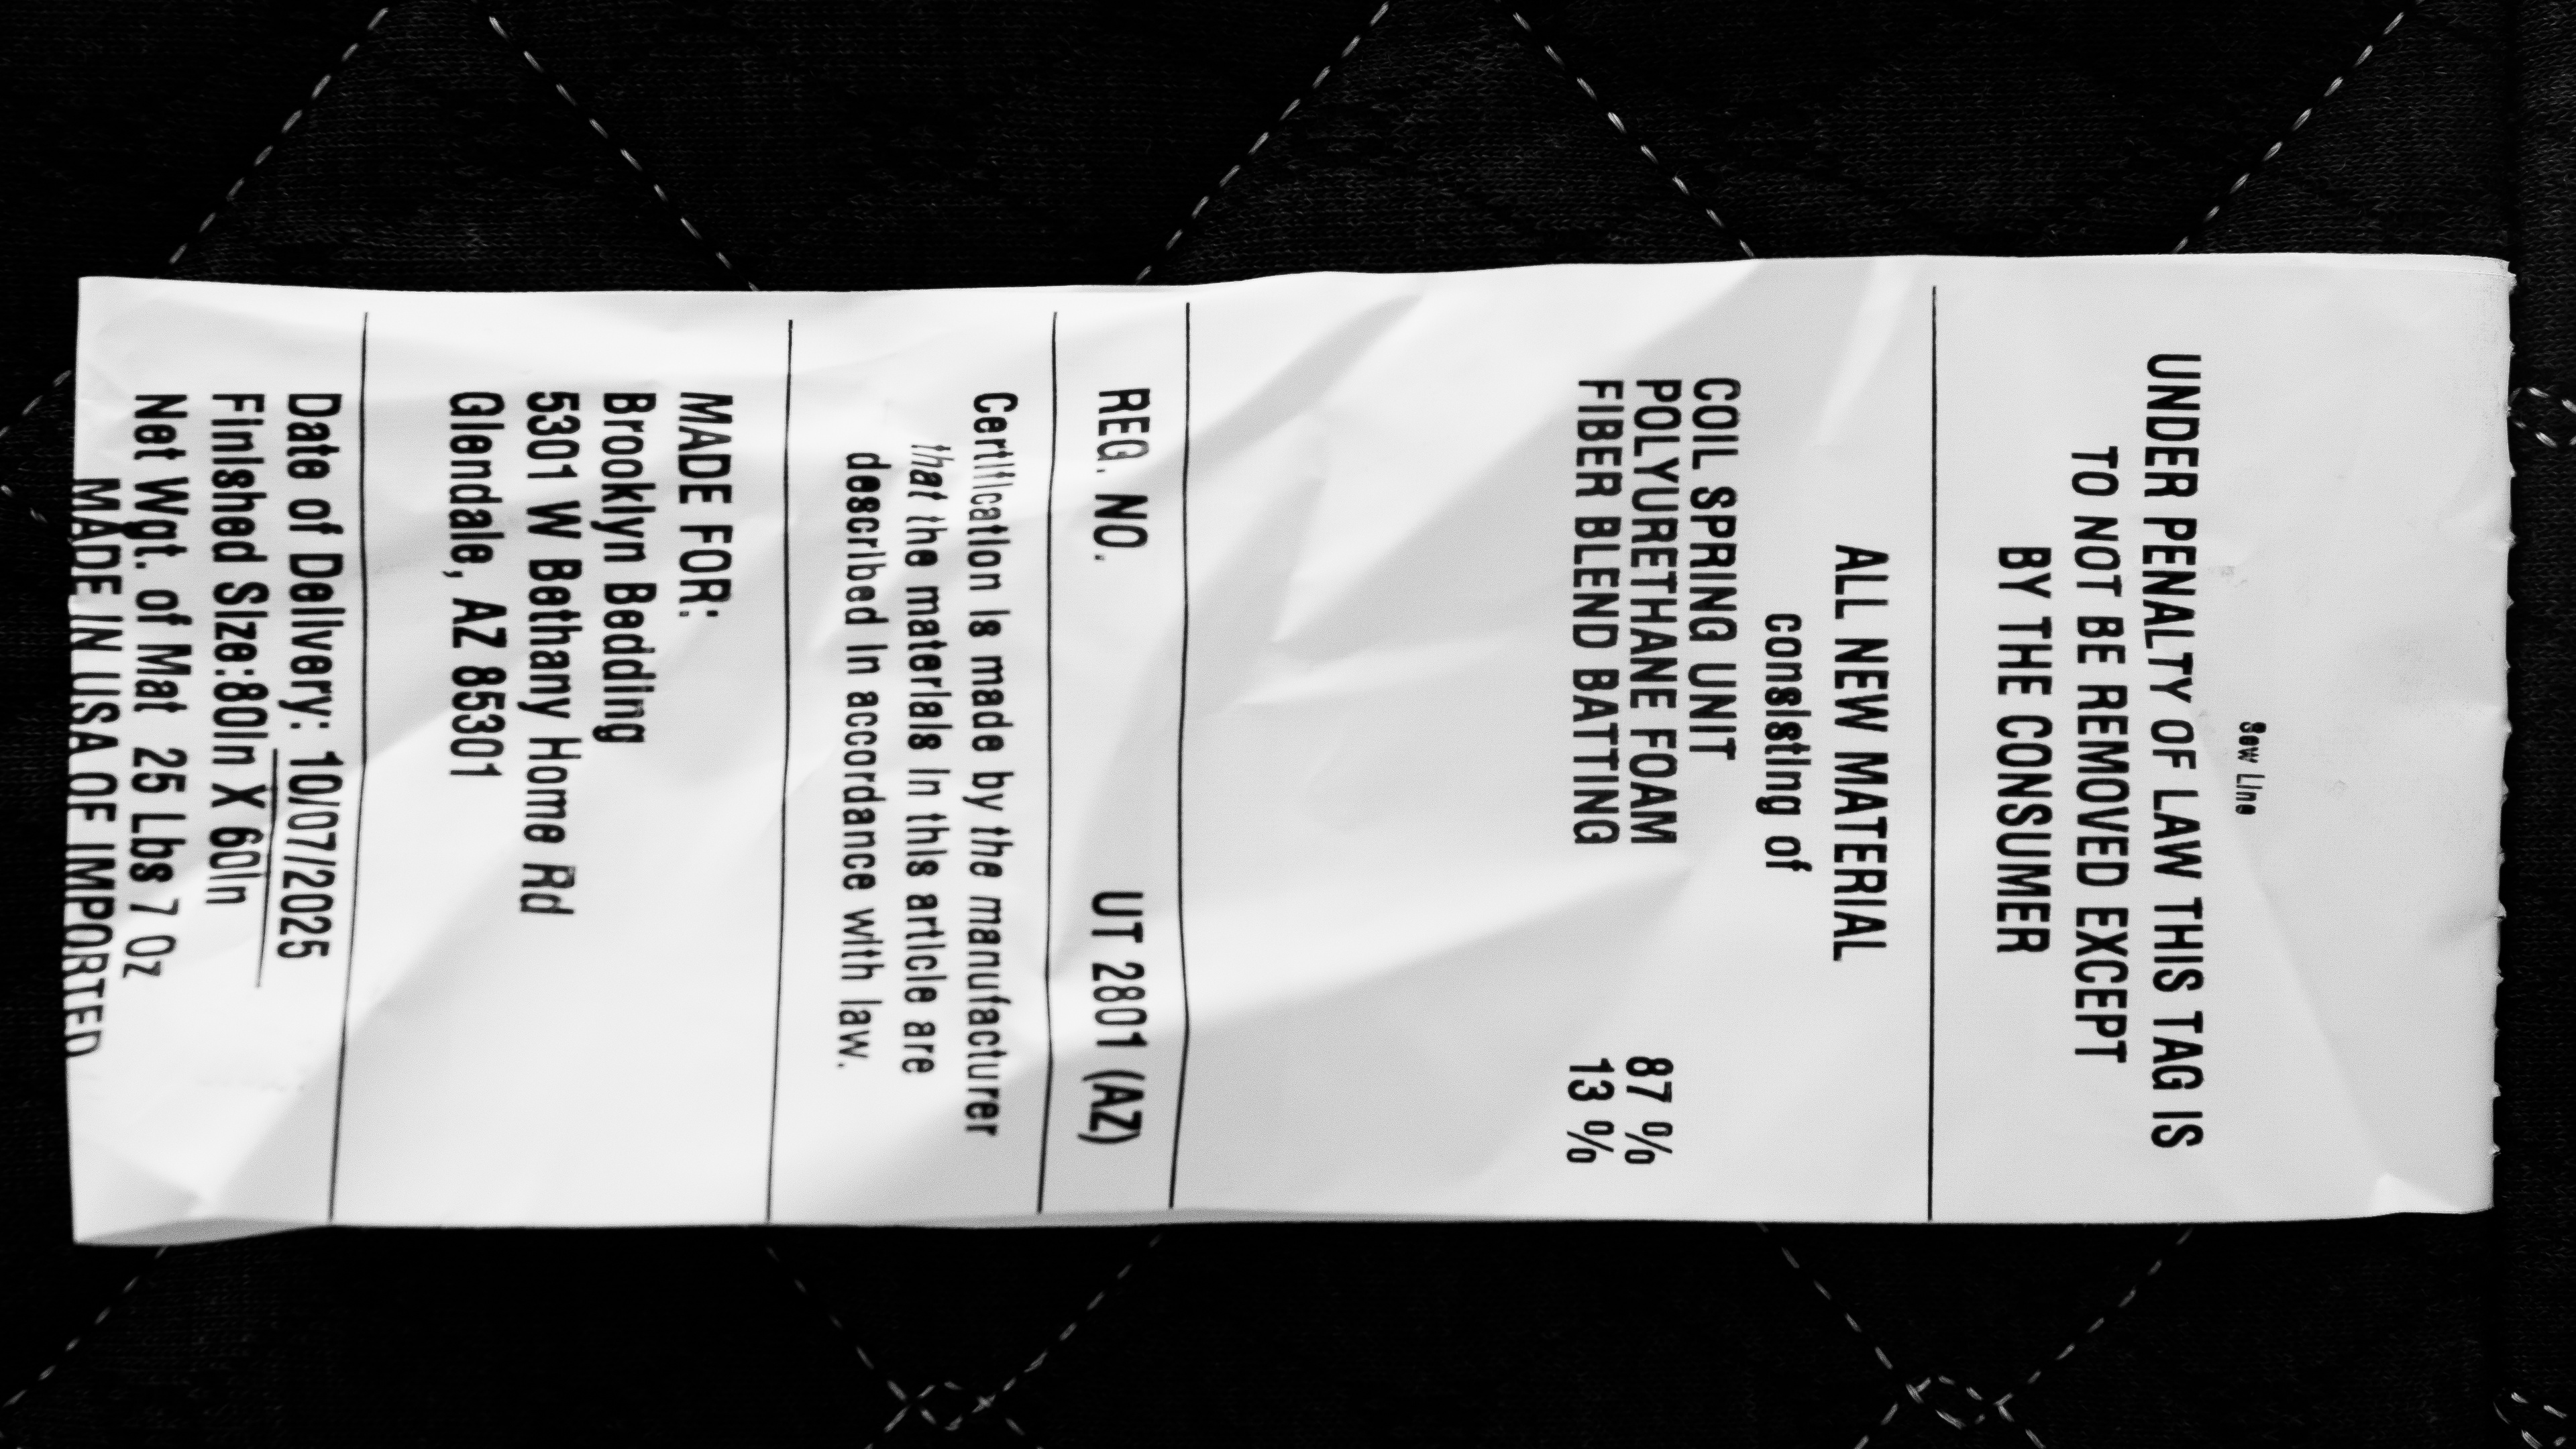 Sew Line
UNDER PENALTY OF LAW THIS TAG IS
TO NOT BE REMOVED EXCEPT
BY THE CONSUMER
ALL NEW MATERIAL
consisting of
COIL SPRING UNIT
POLYURETHANE FOAM 87 %
FIBER BLEND BATTING 13 %
REG. NO. UT 2801 (AZ)
Certification is made by the manufacturer
that the materials in this article are
described in accordance with law.
MADE FOR:
Brooklyn Bedding
5301 W Bethany Home Rd
Glendale, AZ 85301
Date of Delivery: 10/07/2025
Finished Size:80in X 60in
Net Wgt. of Mat 25 Lbs 7 Oz
MADE IN USA OF IMPORTED